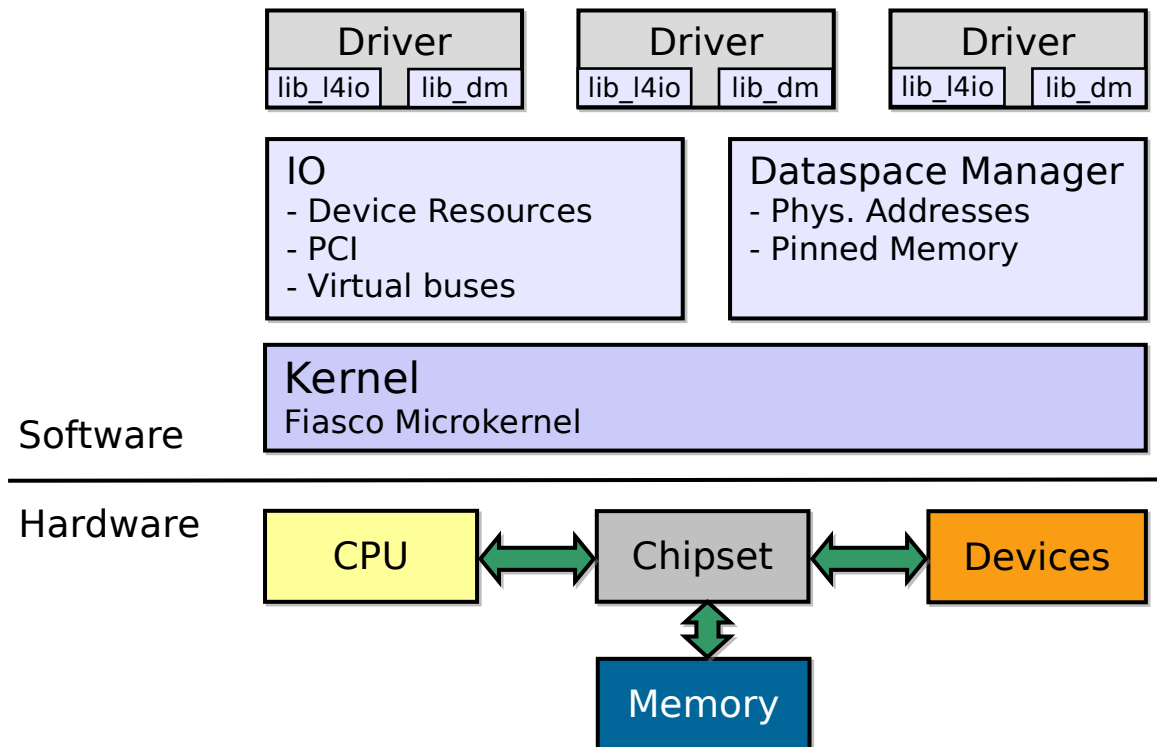 Driver
lib_l4io
lib_dm
Driver
lib_l4io
lib_dm
Driver
lib_l4io
lib_dm
IO
- Device Resources
- PCI
- Virtual buses
Dataspace Manager
- Phys. Addresses
- Pinned Memory
Kernel
Fiasco Microkernel
Software
Hardware
CPU
Chipset
Devices
Memory